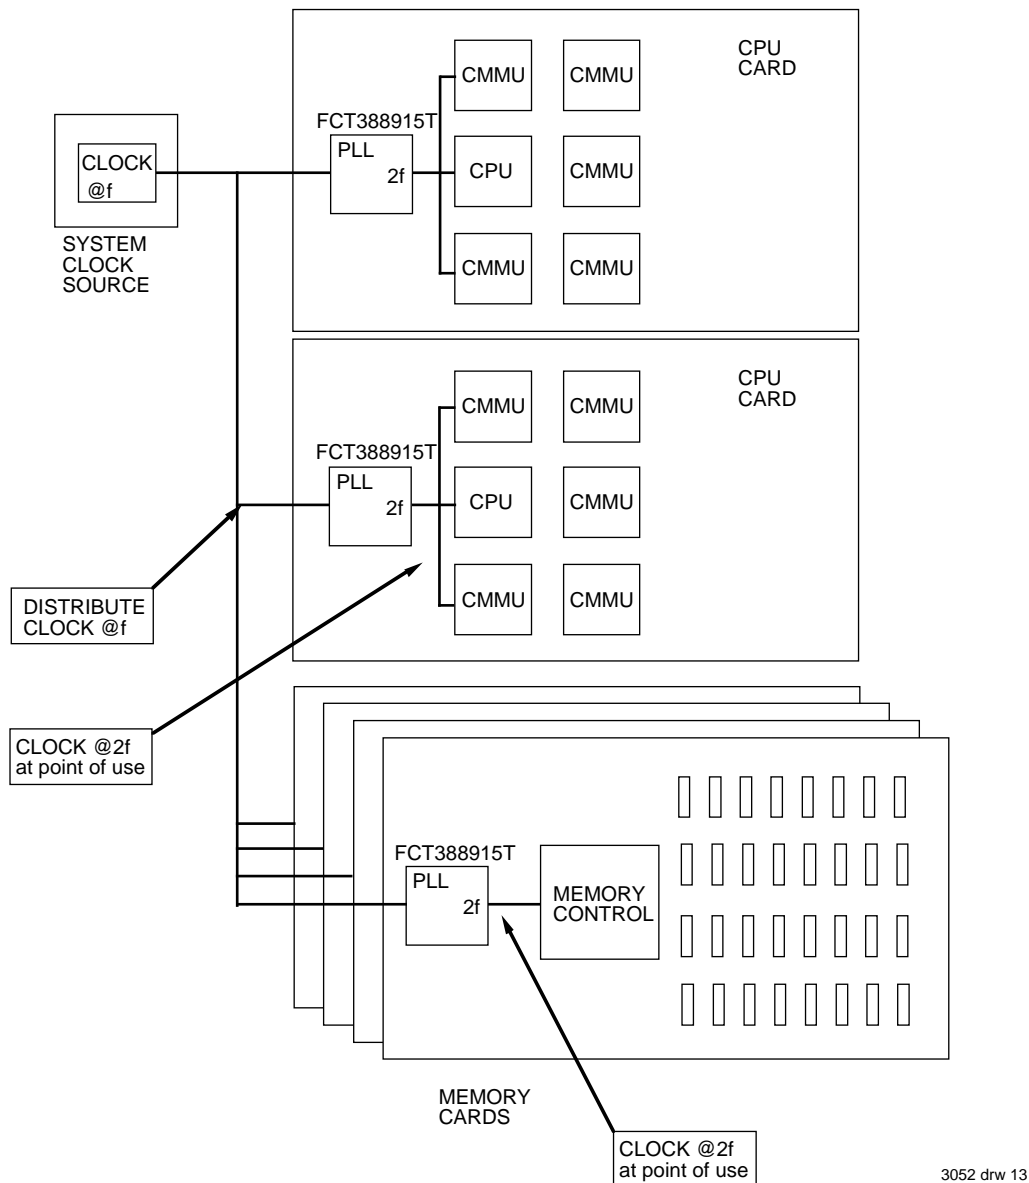 CPU
CARD
CMMU
CMMU
FCT388915T
PLL
2f
CLOCK
@f
CPU
CMMU
SYSTEM
CLOCK
SOURCE
CMMU
CMMU
CPU
CARD
CMMU
CMMU
FCT388915T
PLL
2f
CPU
CMMU
CMMU
CMMU
DISTRIBUTE
CLOCK @f
CLOCK @2f
at point of use
FCT388915T
PLL
2f
MEMORY
CONTROL
MEMORY
CARDS
CLOCK @2f
at point of use
3052 drw 13